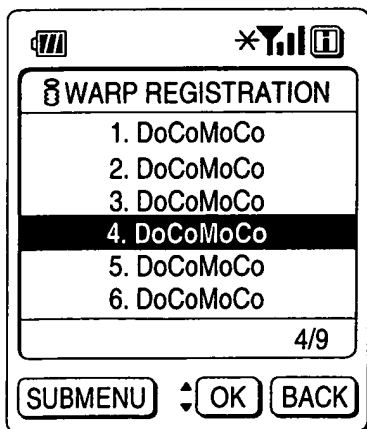 WARP REGISTRATION
1. DoCoMoCo
2. DoCoMoCo
3. DoCoMoCo
4. DoCoMoCo
5. DoCoMoCo
6. DoCoMoCo
4/9
SUBMENU OK BACK